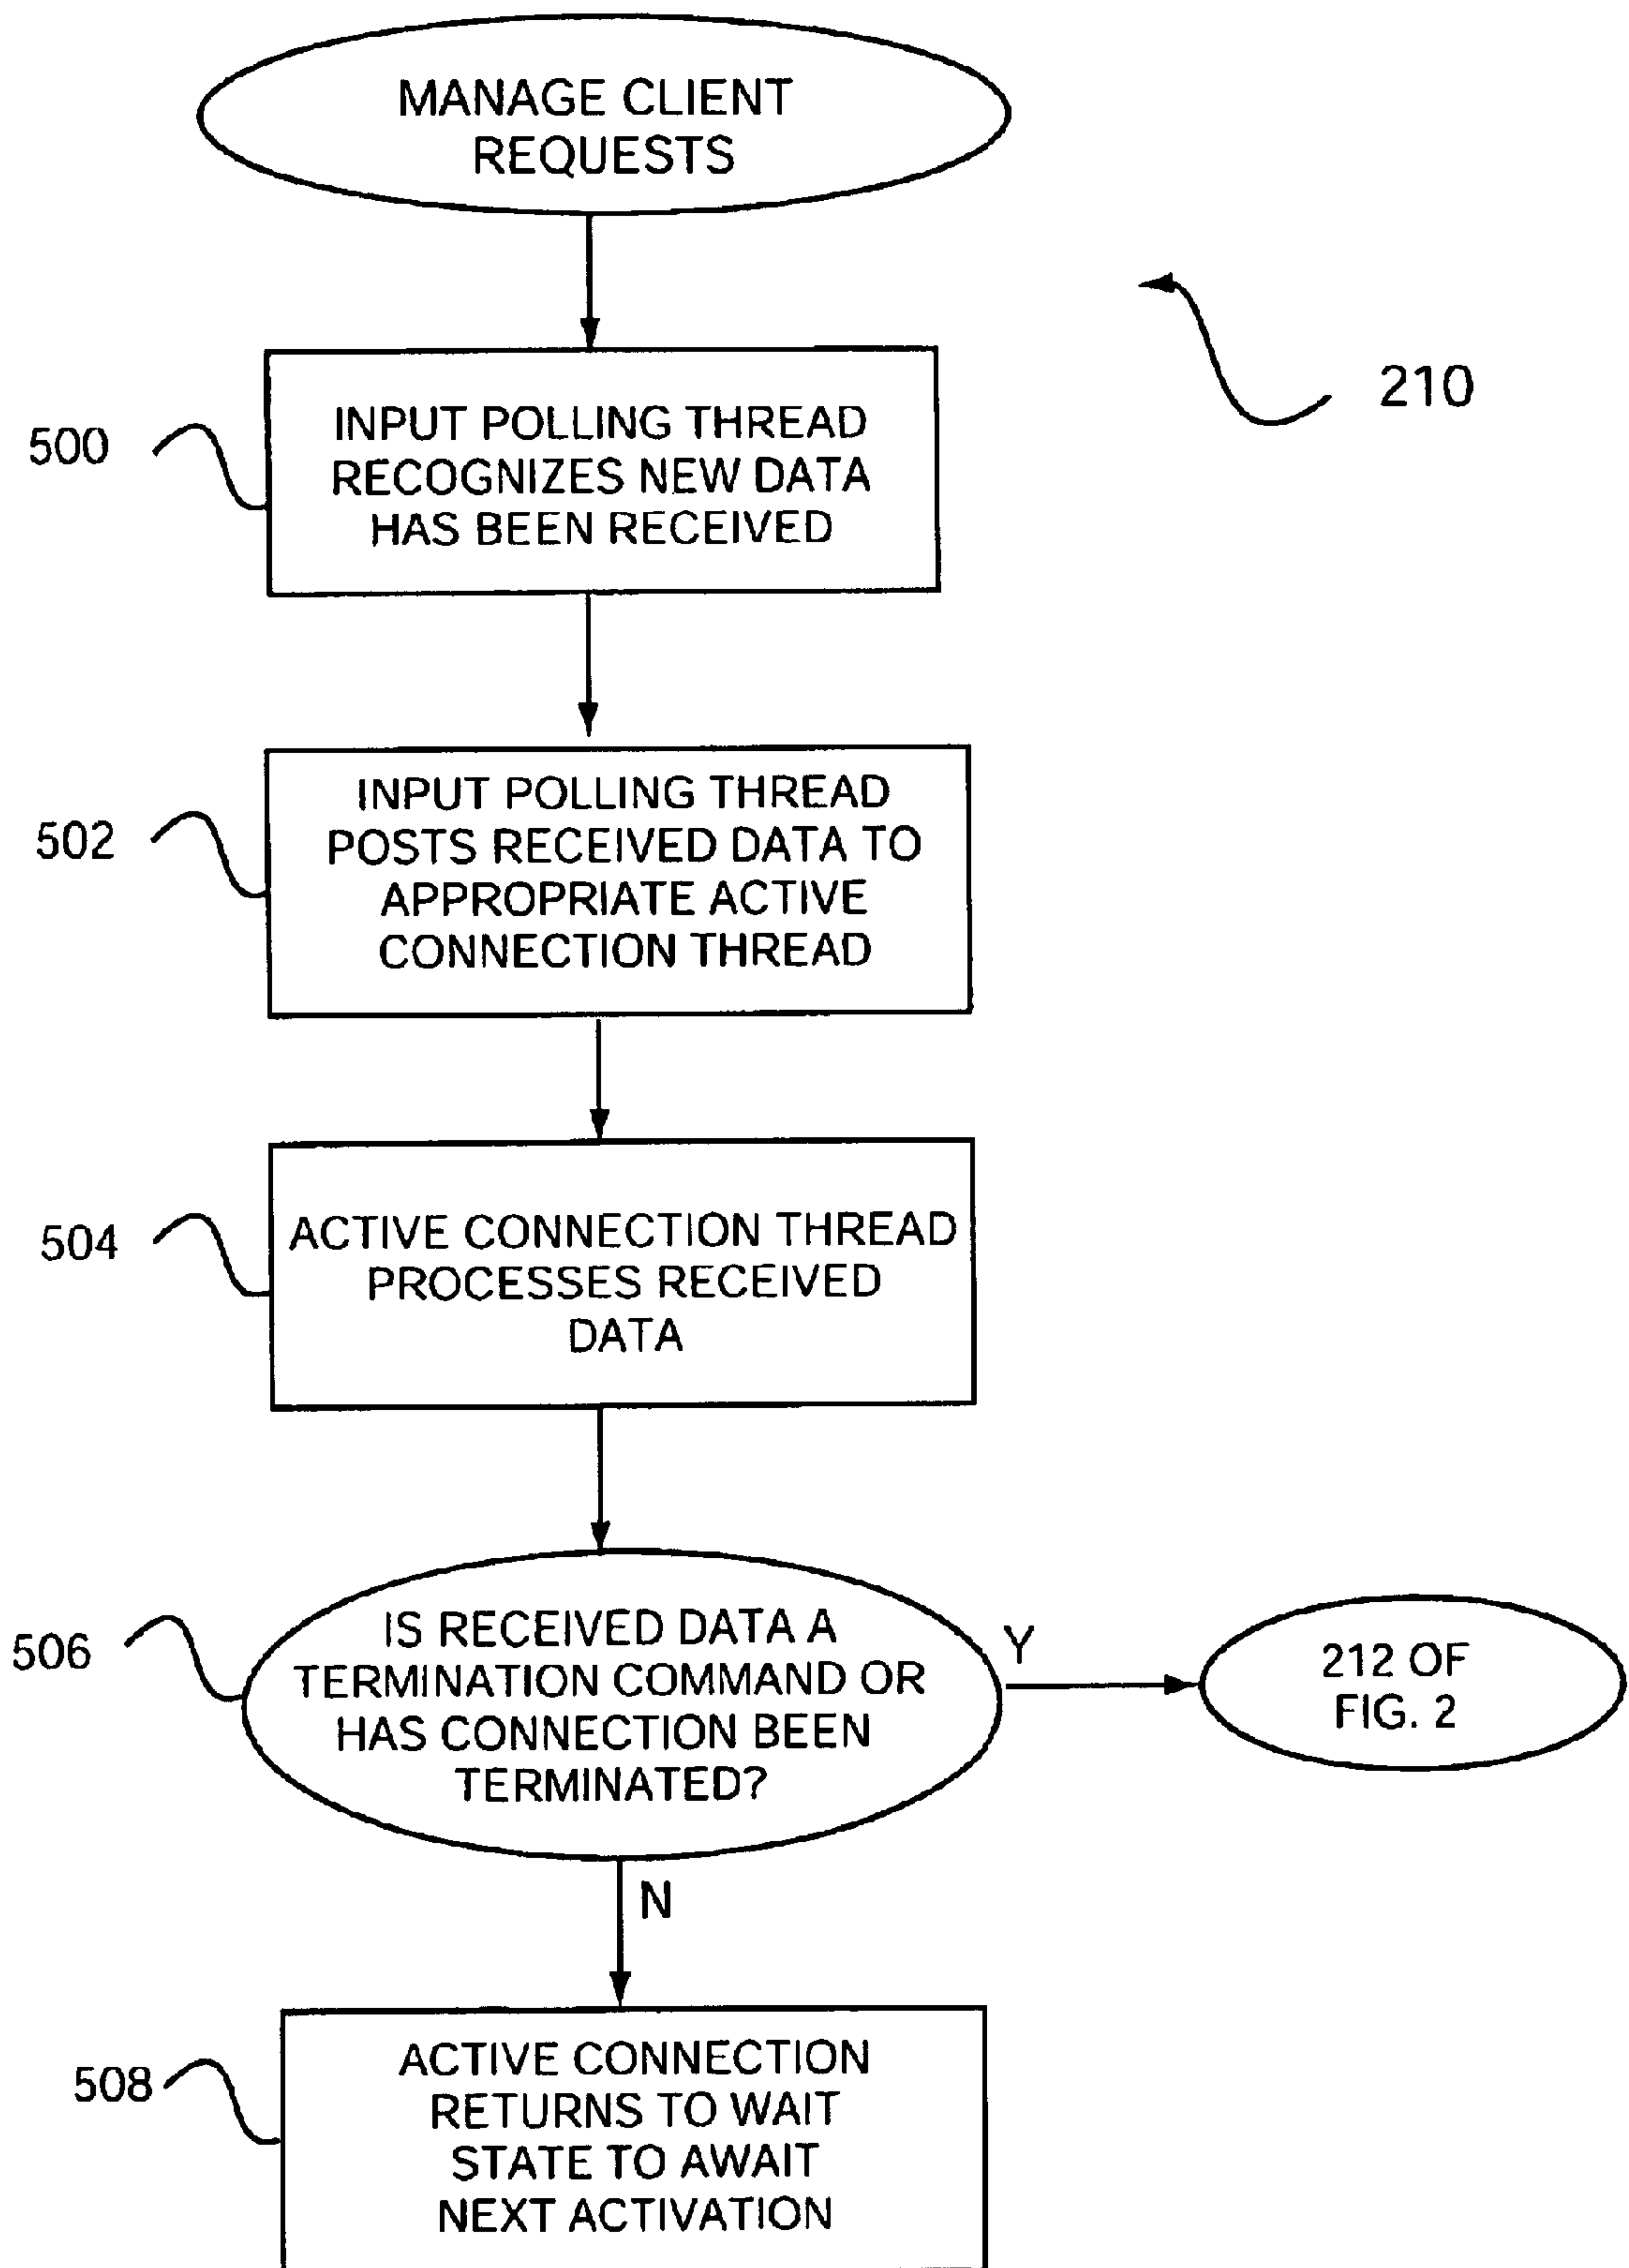 MANAGE CLIENT
REQUESTS
210
500
INPUT POLLING THREAD
RECOGNIZES NEW DATA
HAS BEEN RECEIVED
502
INPUT POLLING THREAD
POSTS RECEIVED DATA TO
APPROPRIATE ACTIVE
CONNECTION THREAD
504
ACTIVE CONNECTION THREAD
PROCESSES RECEIVED
DATA
506
IS RECEIVED DATA A
TERMINATION COMMAND OR
HAS CONNECTION BEEN
TERMINATED?
Y
212 OF
FIG. 2
N
508
ACTIVE CONNECTION
RETURNS TO WAIT
STATE TO AWAIT
NEXT ACTIVATION